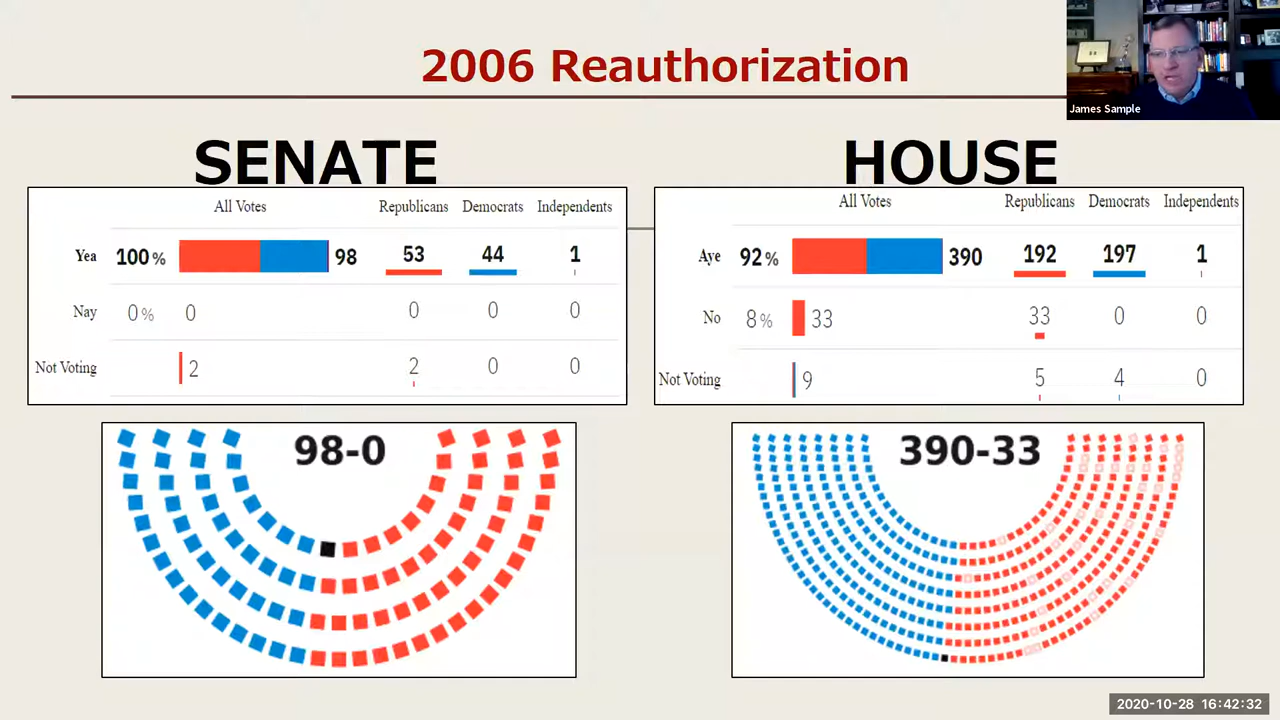 2006 Reauthorization
James Sample
SENATE
All Votes Republicans Democrats Independents
Yea 100% 98 53 44 1
Nay 0% 0 0 0 0
Not Voting 2 2 0 0
98-0
HOUSE
All Votes Republicans Democrats Independents
Aye 92% 390 192 197 1
No 8% 33 33 0 0
Not Voting 9 5 4 0
390-33
2020-10-28 16:42:32